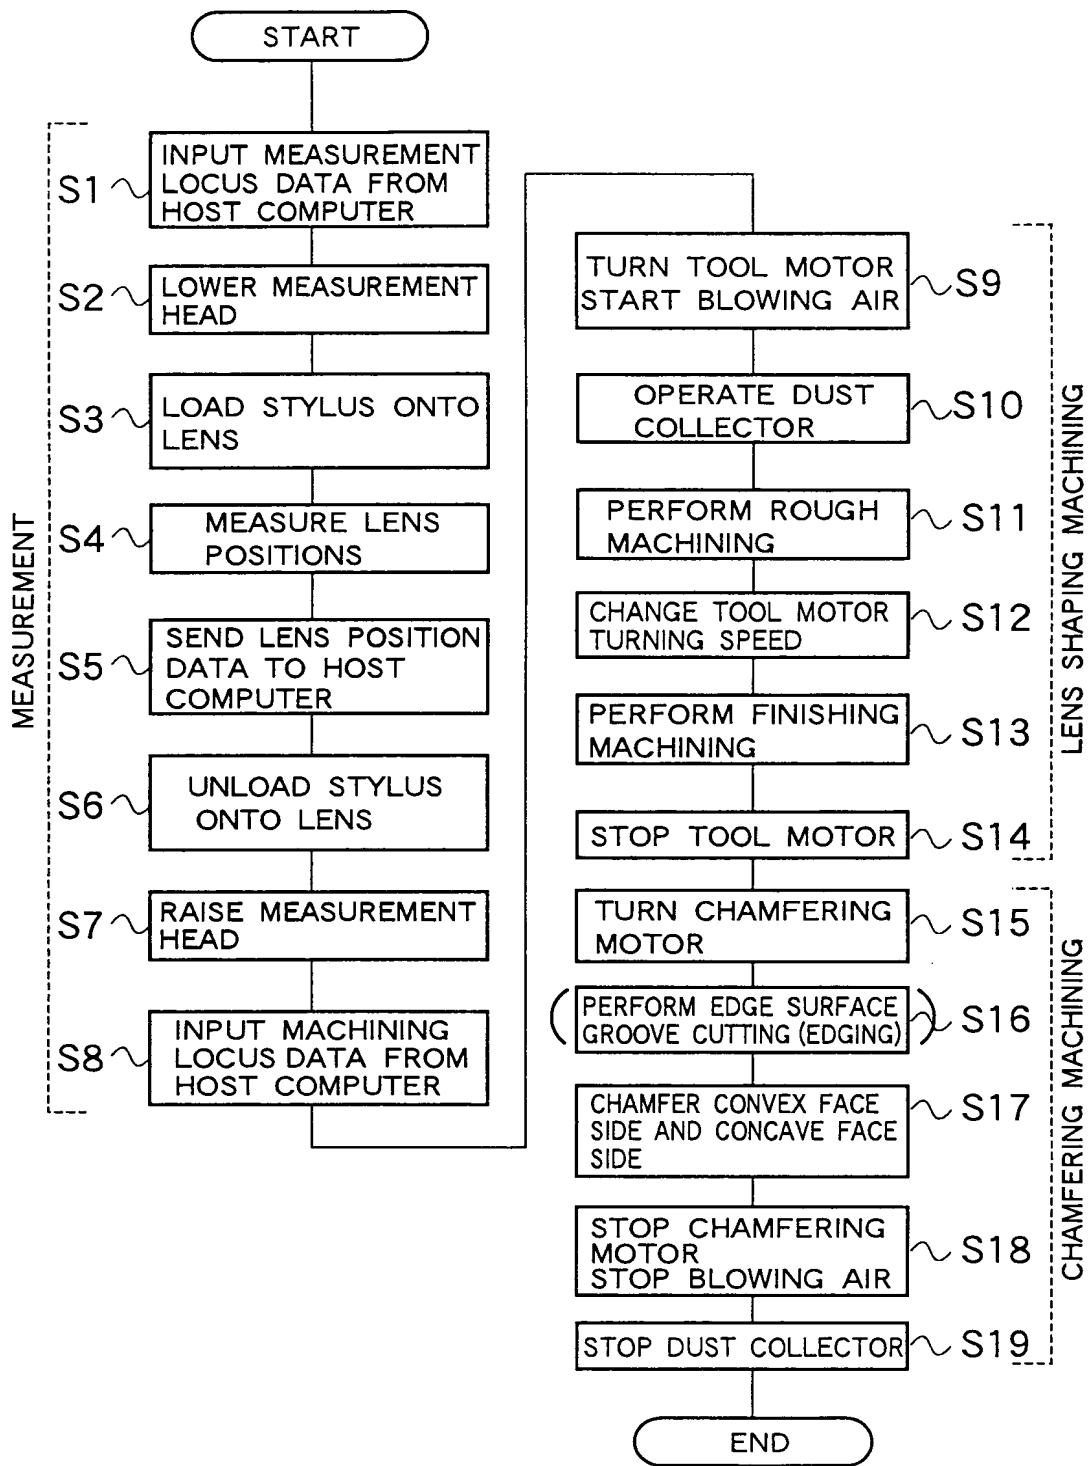 START
MEASUREMENT
S1
INPUT MEASUREMENT
LOCUS DATA FROM
HOST COMPUTER
S2
LOWER MEASUREMENT
HEAD
S3
LOAD STYLUS ONTO
LENS
S4
MEASURE LENS
POSITIONS
S5
SEND LENS POSITION
DATA TO HOST
COMPUTER
S6
UNLOAD STYLUS
ONTO LENS
S7
RAISE MEASUREMENT
HEAD
S8
INPUT MACHINING
LOCUS DATA FROM
HOST COMPUTER
LENS SHAPING MACHINING
TURN TOOL MOTOR
START BLOWING AIR
S9
OPERATE DUST
COLLECTOR
S10
PERFORM ROUGH
MACHINING
S11
CHANGE TOOL MOTOR
TURNING SPEED
S12
PERFORM FINISHING
MACHINING
S13
STOP TOOL MOTOR
S14
CHAMFERING MACHINING
TURN CHAMFERING
MOTOR
S15
(PERFORM EDGE SURFACE
GROOVE CUTTING (EDGING))
S16
CHAMFER CONVEX FACE
SIDE AND CONCAVE FACE
SIDE
S17
STOP CHAMFERING
MOTOR
STOP BLOWING AIR
S18
STOP DUST COLLECTOR
S19
END